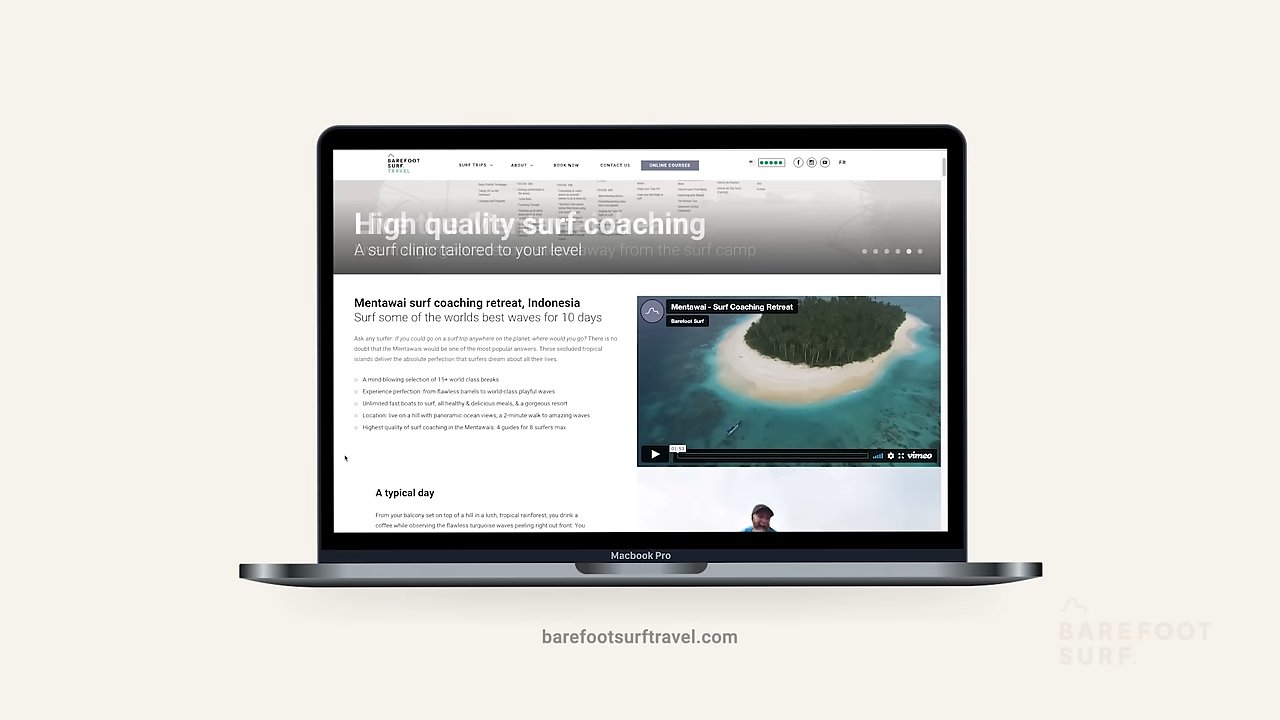 BAREFOOT
SURF.
TRAVEL
SURF TRIPS
ABOUT
BOOK NOW
CONTACT US
ONLINE COURSES
FR
High quality surf coaching
A surf clinic tailored to your level
away from the surf camp
Mentawai surf coaching retreat, Indonesia
Surf some of the worlds best waves for 10 days
Ask any surfer: If you could go on a surf trip anywhere on the planet, where would you go? There is no
doubt that the Mentawais would be one of the most popular answers. These secluded tropical
islands deliver the absolute perfection that surfers dream about all their lives.
A mind-blowing selection of 15+ world class breaks
Experience perfection: from flawless barrels to world-class playful waves
Unlimited fast boats to surf, all healthy & delicious meals, & a gorgeous resort
Location: live on a hill with panoramic ocean views, a 2-minute walk to amazing waves
Highest quality of surf coaching in the Mentawais. 4 guides for 8 surfers max
Mentawai - Surf Coaching Retreat
Barefoot Surf
01:53
vimeo
A typical day
From your balcony set on top of a hill in a lush, tropical rainforest, you drink a
coffee while observing the flawless turquoise waves peeling right out front. You
Macbook Pro
barefootsurftravel.com
BAREFOOT
SURF.